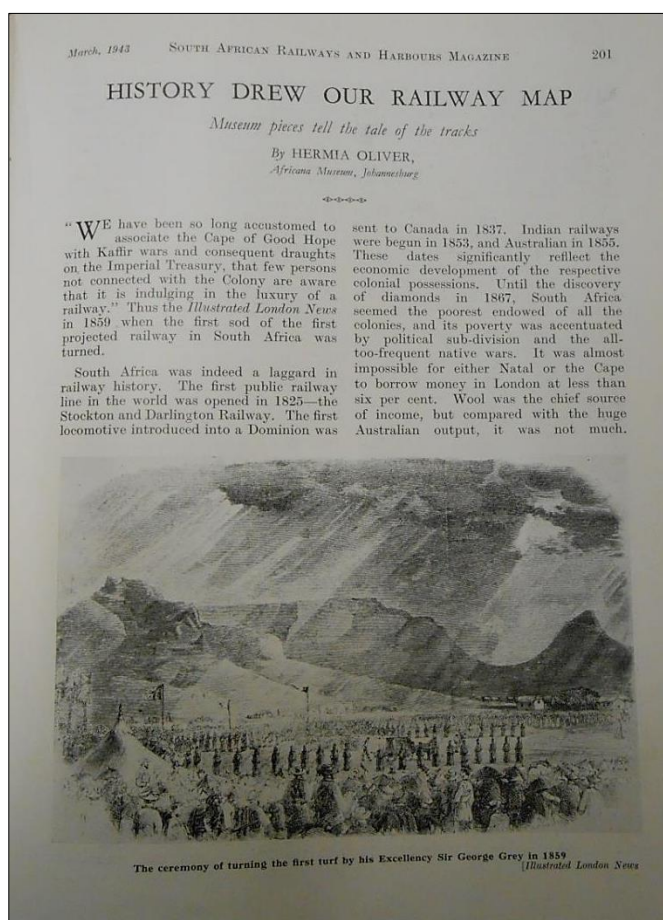 March, 1943 SOUTH AFRICAN RAILWAYS AND HARBOURS MAGAZINE 201
HISTORY DREW OUR RAILWAY MAP
Museum pieces tell the tale of the tracks
By HERMIA OLIVER,
Africana Museum, Johannesburg
"WE have been so long accustomed to
associate the Cape of Good Hope
with Kaffir wars and consequent draughts
on the Imperial Treasury, that few persons
not connected with the Colony are aware
that it is indulging in the luxury of a
railway." Thus the Illustrated London News
in 1859 when the first sod of the first
projected railway in South Africa was
turned.
South Africa was indeed a laggard in
railway history. The first public railway
line in the world was opened in 1825—the
Stockton and Darlington Railway. The first
locomotive introduced into a Dominion was
sent to Canada in 1837. Indian railways
were begun in 1853, and Australian in 1855.
These dates significantly refllect the
economic development of the respective
colonial possessions. Until the discovery
of diamonds in 1867, South Africa
seemed the poorest endowed of all the
colonies, and its poverty was accentuated
by political sub-division and the all-
too-frequent native wars. It was almost
impossible for either Natal or the Cape
to borrow money in London at less than
six per cent. Wool was the chief source
of income, but compared with the huge
Australian output, it was not much.
The ceremony of turning the first turf by his Excellency Sir George Grey in 1859
[Illustrated London News